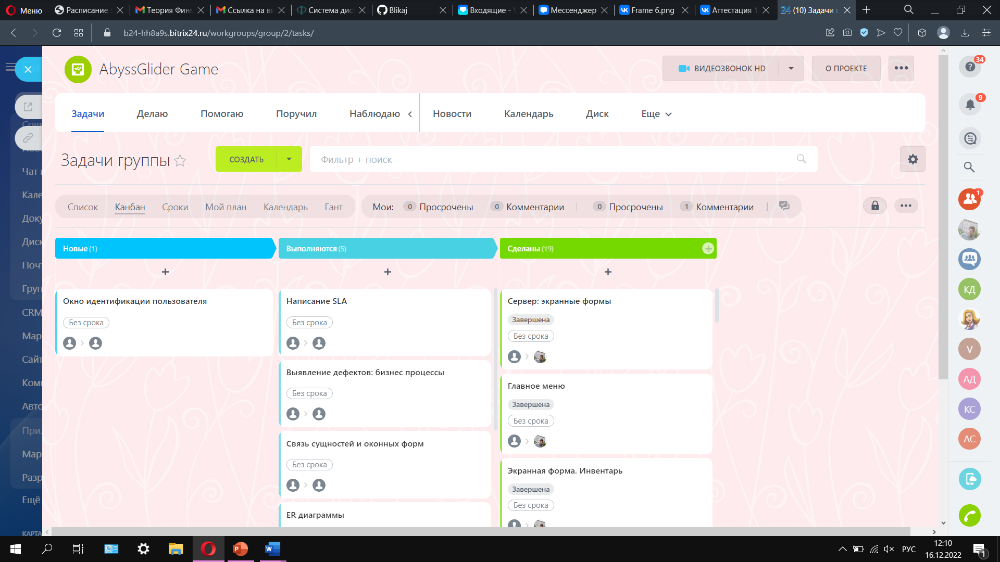 Меню
Расписание
Теория Фин
Ссылка на ви
Система дис
Blikaj
Входящие -
Мессенджер
Frame 6.png
Аттестация 1
24 (10) Задачи г
b24-hh8a9s.bitrix24.ru/workgroups/group/2/tasks/
AbyssGlider Game
ВИДЕОЗВОНОК HD
О ПРОЕКТЕ
34
9
Задачи
Делаю
Помогаю
Поручил
Наблюдаю
Новости
Календарь
Диск
Еще
Задачи группы
СОЗДАТЬ
Фильтр + поиск
Список
Канбан
Сроки
Мой план
Календарь
Гант
Мои:
0 Просрочены
0 Комментарии
0 Просрочены
1 Комментарии
1
Новые (1)
Выполняются (5)
Сделаны (19)
Окно идентификации пользователя
Без срока
Написание SLA
Без срока
Выявление дефектов: бизнес процессы
Без срока
Связь сущностей и оконных форм
Без срока
ER диаграммы
Сервер: экранные формы
Завершена
Без срока
Главное меню
Завершена
Без срока
Экранная форма. Инвентарь
Завершена
Без срока
Чат
Кале
Доку
Диск
Почт
Груп
CRM
Мар
Сайт
Комп
Авто
Прил
Мар
Разр
Ещё
КАРТА
КД
V
АД
КС
АС
РУС
12:10
16.12.2022
1